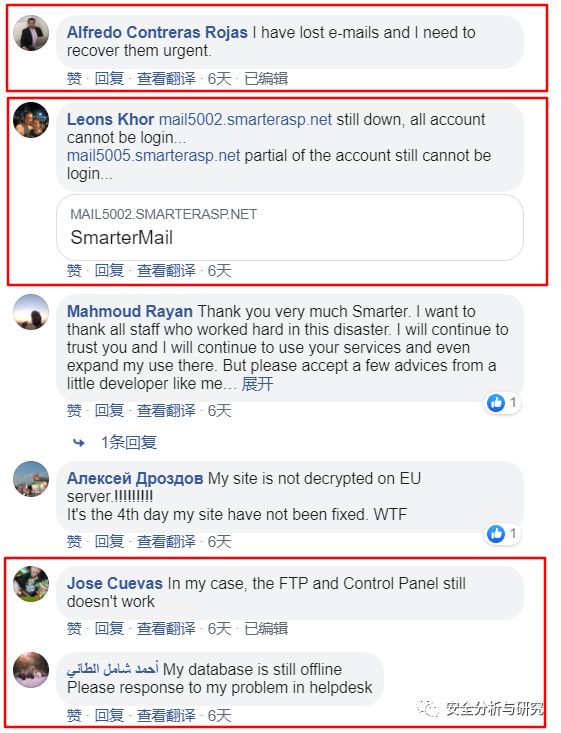 Alfredo Contreras Rojas I have lost e-mails and I need to
recover them urgent.
赞 · 回复 · 查看翻译 · 6天 · 已编辑
Leons Khor mail5002.smarterasp.net still down, all account
cannot be login...
mail5005.smarterasp.net partial of the account still cannot be
login...
MAIL5002.SMARTERASP.NET
SmarterMail
赞 · 回复 · 查看翻译 · 6天
Mahmoud Rayan Thank you very much Smarter. I want to
thank all staff who worked hard in this disaster. I will continue to
trust you and I will continue to use your services and even
expand my use there. But please accept a few advices from a
little developer like me… 展开
1
赞 · 回复 · 查看翻译 · 6天
1条回复
Алексей Дроздов My site is not decrypted on EU
server.!!!!!!!!!
It's the 4th day my site have not been fixed. WTF
1
赞 · 回复 · 查看翻译 · 6天
Jose Cuevas In my case, the FTP and Control Panel still
doesn't work
赞 · 回复 · 查看翻译 · 6天 · 已编辑
أحمد شامل الطائي My database is still offline
Please response to my problem in helpdesk
赞 · 回复 · 查看翻译 · 6天
安全分析与研究